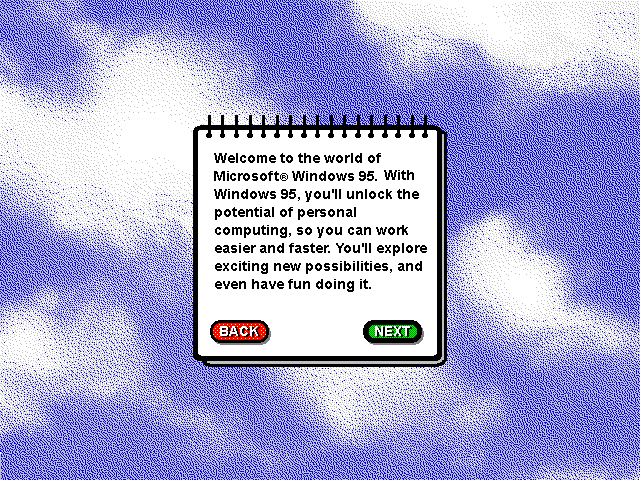 Welcome to the world of
Microsoft® Windows 95. With
Windows 95, you'll unlock the
potential of personal
computing, so you can work
easier and faster. You'll explore
exciting new possibilities, and
even have fun doing it.
BACK NEXT